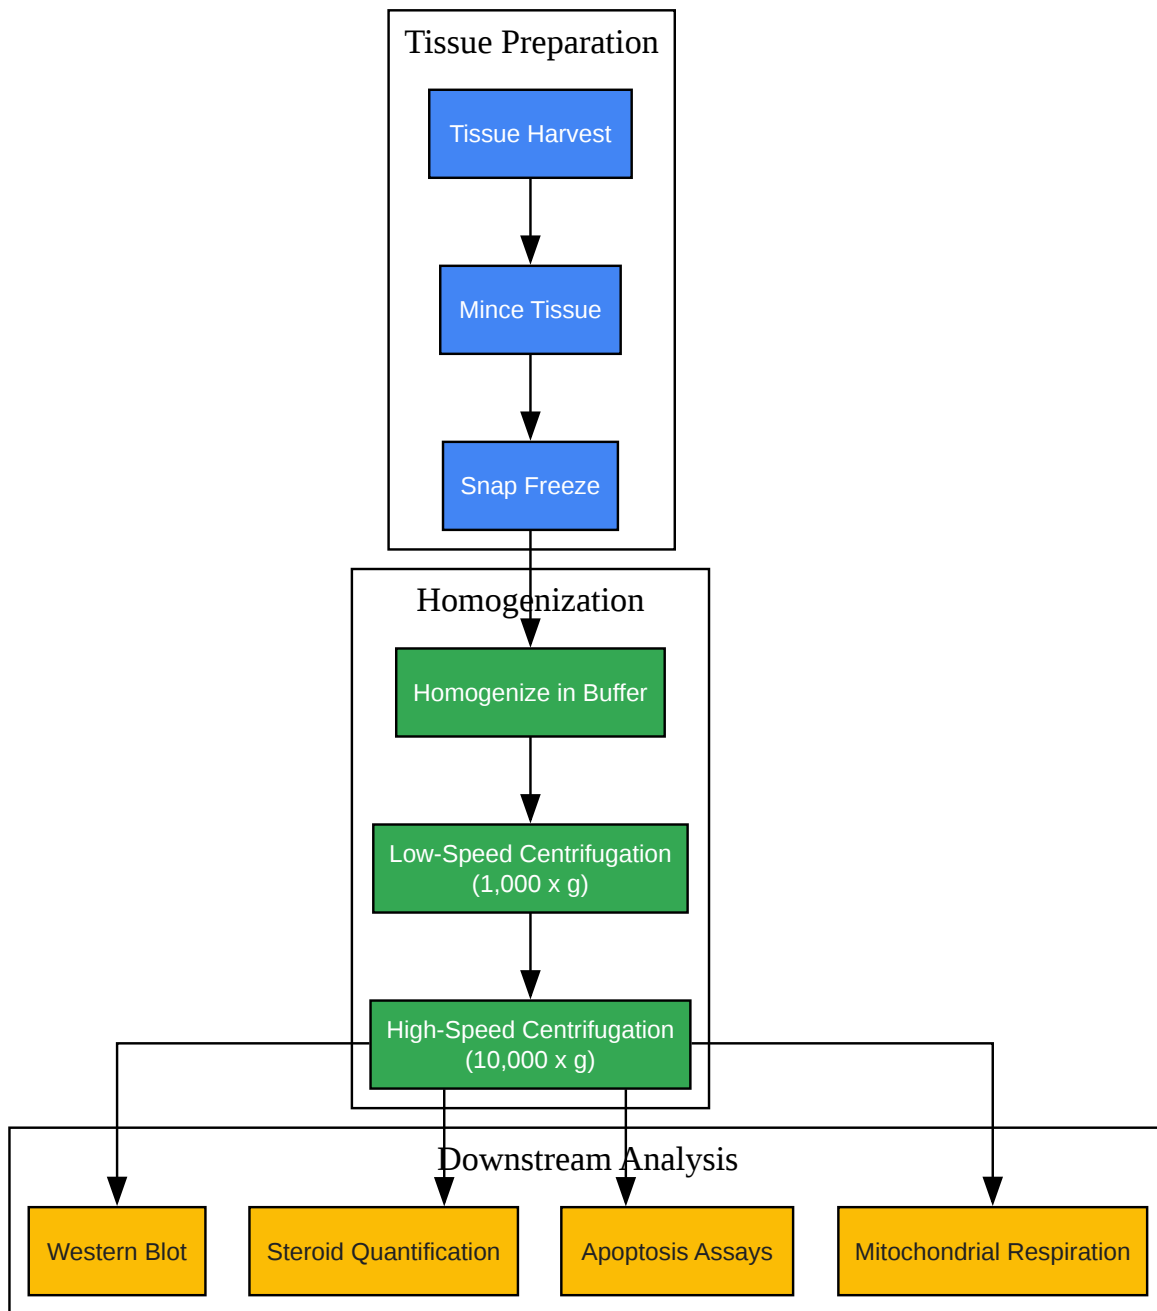 Tissue Preparation
Tissue Harvest
Mince Tissue
Snap Freeze
Homogenization
Homogenize in Buffer
Low-Speed Centrifugation
(1,000 x g)
High-Speed Centrifugation
(10,000 x g)
Downstream Analysis
Western Blot
Steroid Quantification
Apoptosis Assays
Mitochondrial Respiration